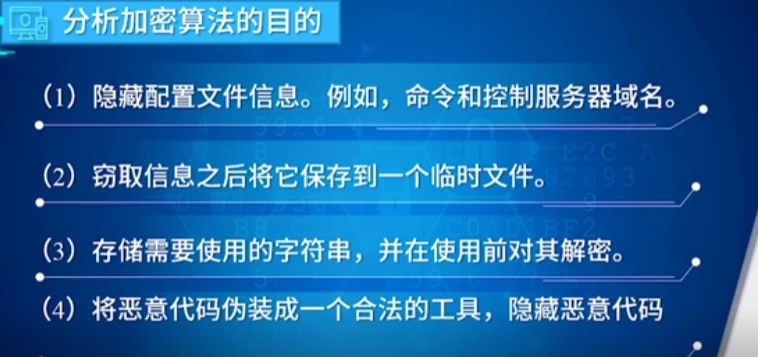 分析加密算法的目的
（1）隐藏配置文件信息。例如，命令和控制服务器域名。
（2）窃取信息之后将它保存到一个临时文件。
（3）存储需要使用的字符串，并在使用前对其解密。
（4）将恶意代码伪装成一个合法的工具，隐藏恶意代码